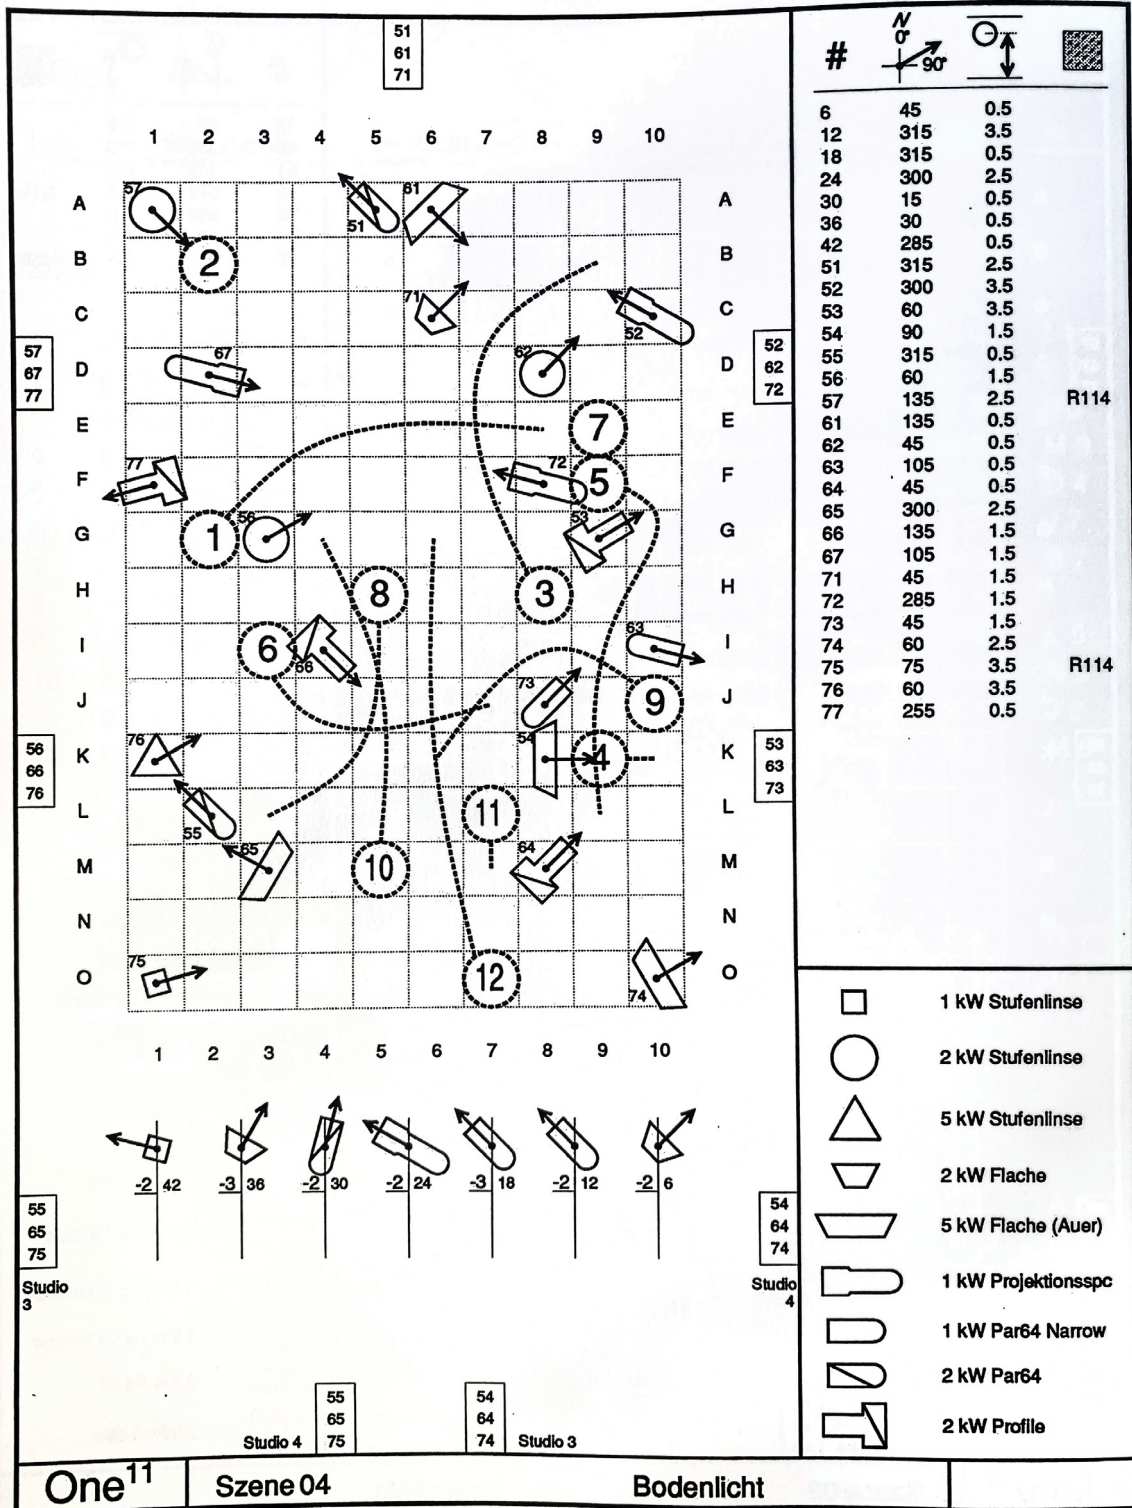 51
61
71
1 2 3 4 5 6 7 8 9 10
A 57 51 61 A
B 2 B
C 71 52 C
57
67
77
D 67 62 D
52
62
72
E 7 E
F 77 72 5 F
G 1 56 53 G
H 8 3 H
I 6 66 63 I
J 73 9 J
56
66
76
K 76 54 4 K
53
63
73
L 55 11 L
M 65 10 64 M
N N
O 75 12 74 O
1 2 3 4 5 6 7 8 9 10
-2 42 -3 36 -2 30 -2 24 -3 18 -2 12 -2 6
55
65
75
Studio
3
54
64
74
Studio
4
Studio 4
55
65
75
54
64
74
Studio 3
# N 0° 90°
6 45 0.5
12 315 3.5
18 315 0.5
24 300 2.5
30 15 0.5
36 30 0.5
42 285 0.5
51 315 2.5
52 300 3.5
53 60 3.5
54 90 1.5
55 315 0.5
56 60 1.5
57 135 2.5 R114
61 135 0.5
62 45 0.5
63 105 0.5
64 45 0.5
65 300 2.5
66 135 1.5
67 105 1.5
71 45 1.5
72 285 1.5
73 45 1.5
74 60 2.5
75 75 3.5 R114
76 60 3.5
77 255 0.5
1 kW Stufenlinse
2 kW Stufenlinse
5 kW Stufenlinse
2 kW Flache
5 kW Flache (Auer)
1 kW Projektionsspc
1 kW Par64 Narrow
2 kW Par64
2 kW Profile
One11 Szene 04 Bodenlicht